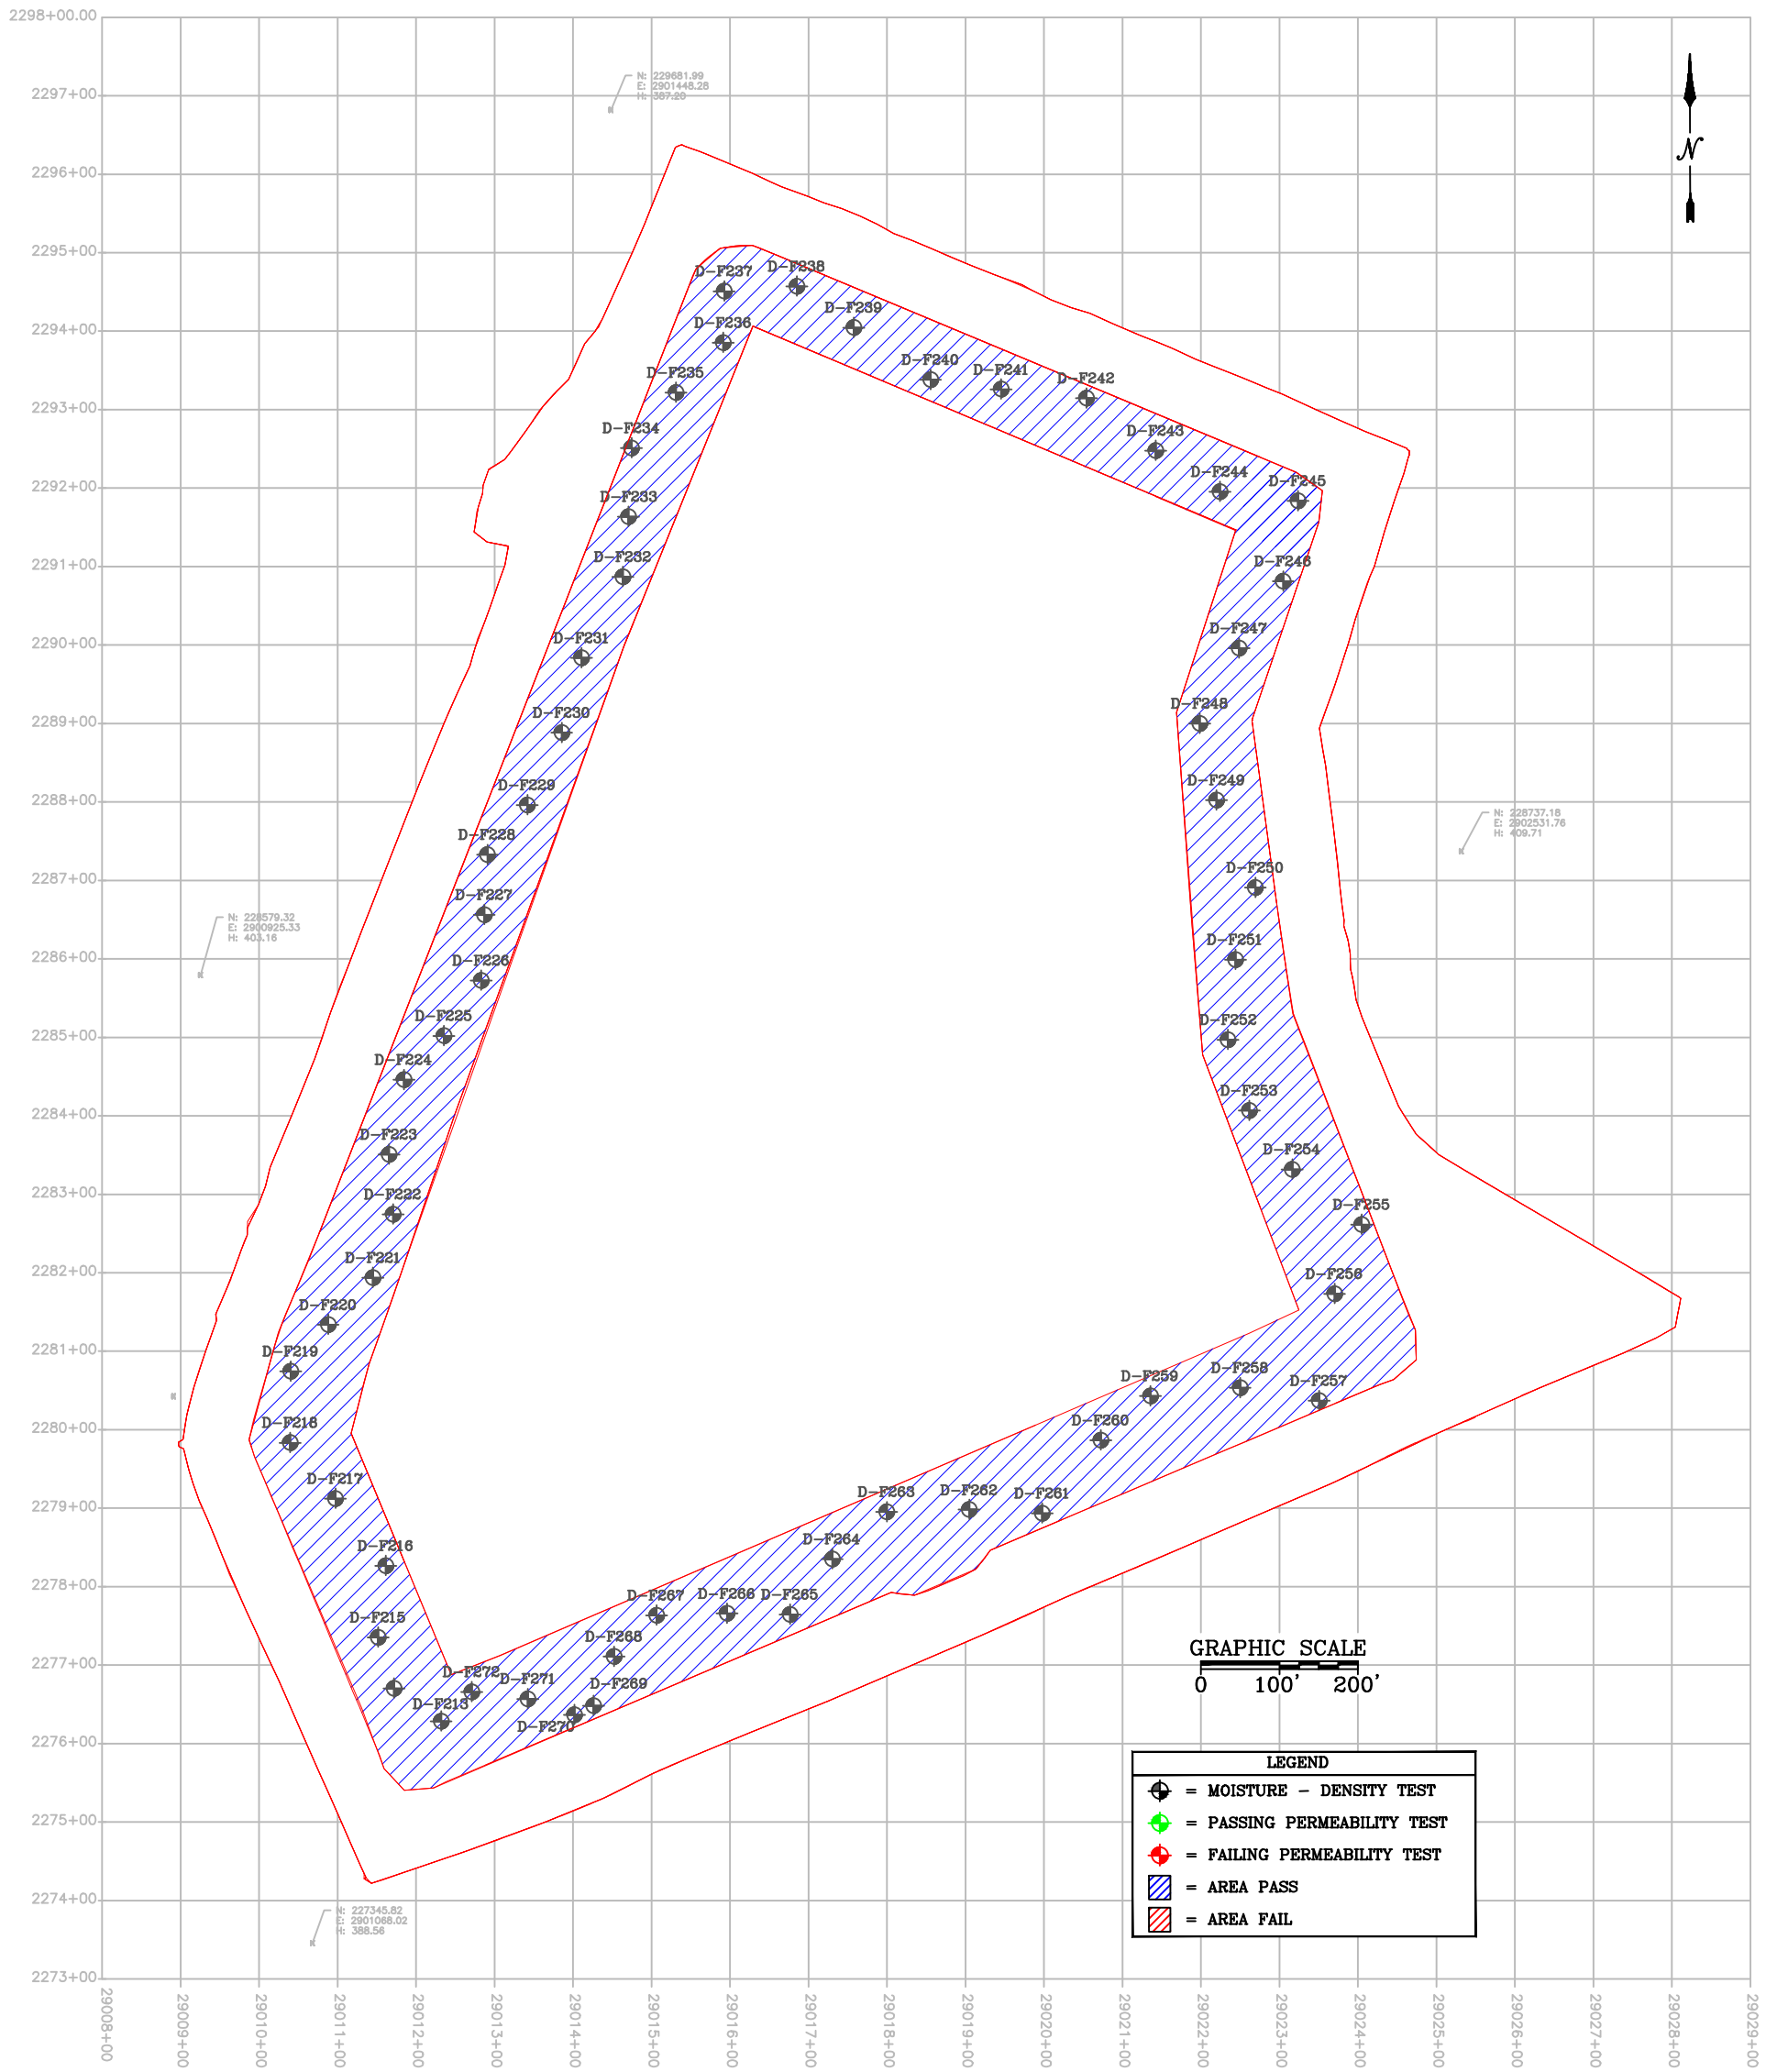 2298+00.00
2297+00
2296+00
2295+00
2294+00
2293+00
2292+00
2291+00
2290+00
2289+00
2288+00
2287+00
2286+00
2285+00
2284+00
2283+00
2282+00
2281+00
2280+00
2279+00
2278+00
2277+00
2276+00
2275+00
2274+00
2273+00
N: 229681.99
E: 2901448.28
H: 387.20
N
D-F237
D-F238
D-F239
D-F236
D-F240
D-F241
D-F242
D-F235
D-F234
D-F243
D-F244
D-F245
D-F233
D-F232
D-F246
D-F231
D-F247
D-F230
D-F248
D-F229
D-F249
N: 228737.18
E: 2902531.76
H: 409.71
D-F228
D-F250
D-F227
N: 228579.32
E: 2900925.33
H: 403.16
D-F226
D-F251
D-F225
D-F252
D-F224
D-F253
D-F223
D-F254
D-F222
D-F255
D-F221
D-F256
D-F220
D-F219
D-F259
D-F258
D-F257
D-F218
D-F260
D-F217
D-F263
D-F262
D-F261
D-F216
D-F264
D-F215
D-F267
D-F266
D-F265
D-F268
D-F272
D-F271
D-F269
D-F213
D-F270
GRAPHIC SCALE
0 100' 200'
LEGEND
= MOISTURE - DENSITY TEST
= PASSING PERMEABILITY TEST
= FAILING PERMEABILITY TEST
= AREA PASS
= AREA FAIL
N: 227345.82
E: 2901068.02
H: 388.56
29008+00
29009+00
29010+00
29011+00
29012+00
29013+00
29014+00
29015+00
29016+00
29017+00
29018+00
29019+00
29020+00
29021+00
29022+00
29023+00
29024+00
29025+00
29026+00
29027+00
29028+00
29029+00